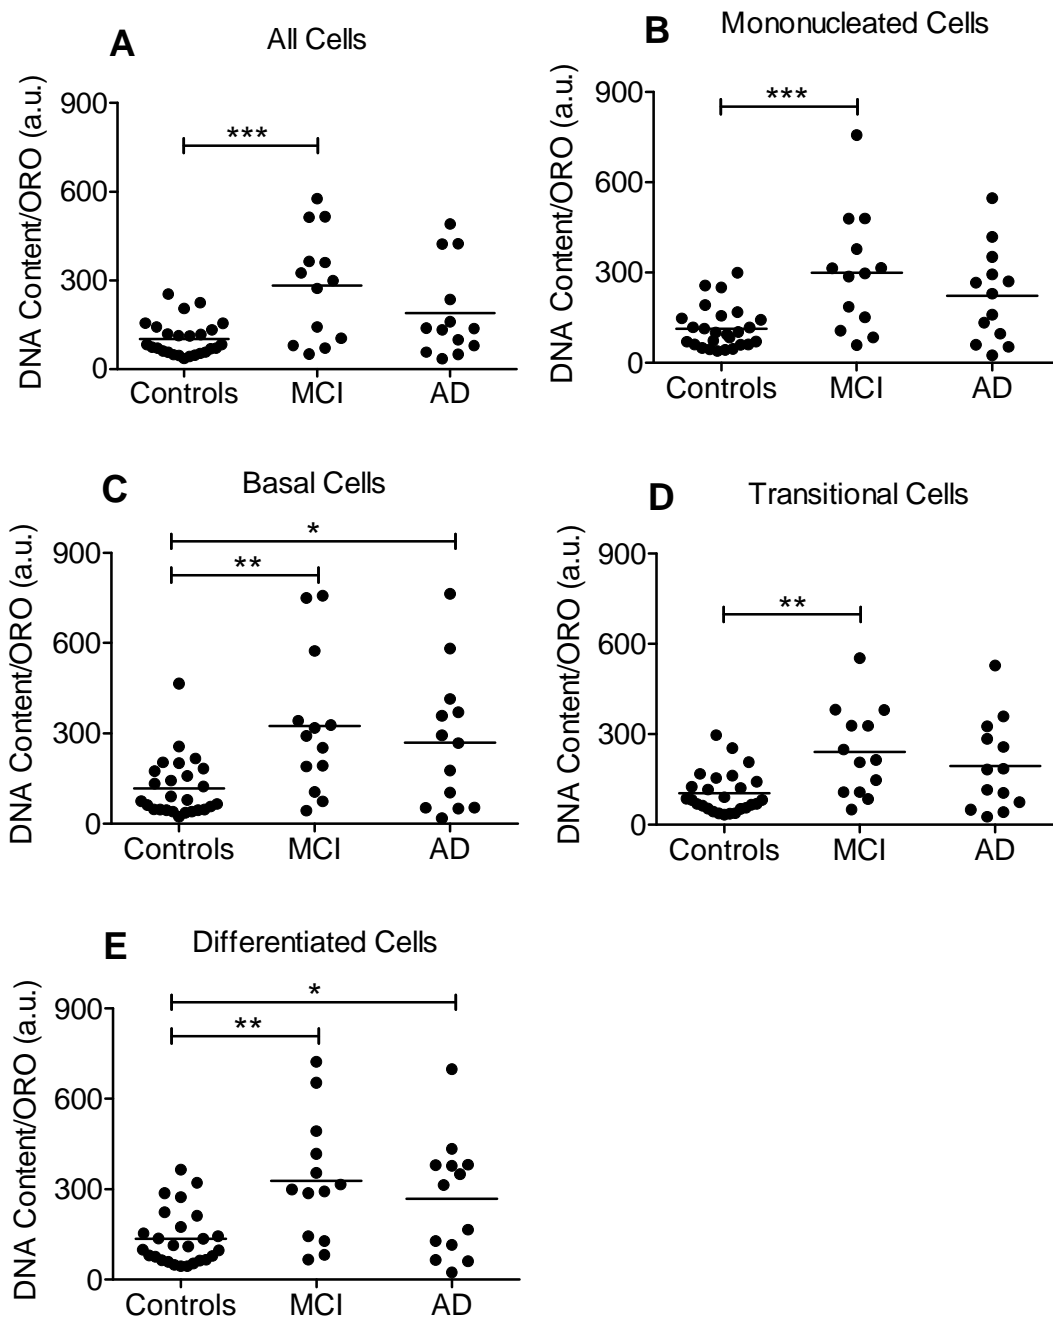 A
All Cells
DNA Content/ORO (a.u.)
900
600
300
0
***
Controls MCI AD
B
Mononucleated Cells
DNA Content/ORO (a.u.)
900
600
300
0
***
Controls MCI AD
C
Basal Cells
DNA Content/ORO (a.u.)
900
600
300
0
*
**
Controls MCI AD
D
Transitional Cells
DNA Content/ORO (a.u.)
900
600
300
0
**
Controls MCI AD
E
Differentiated Cells
DNA Content/ORO (a.u.)
900
600
300
0
*
**
Controls MCI AD